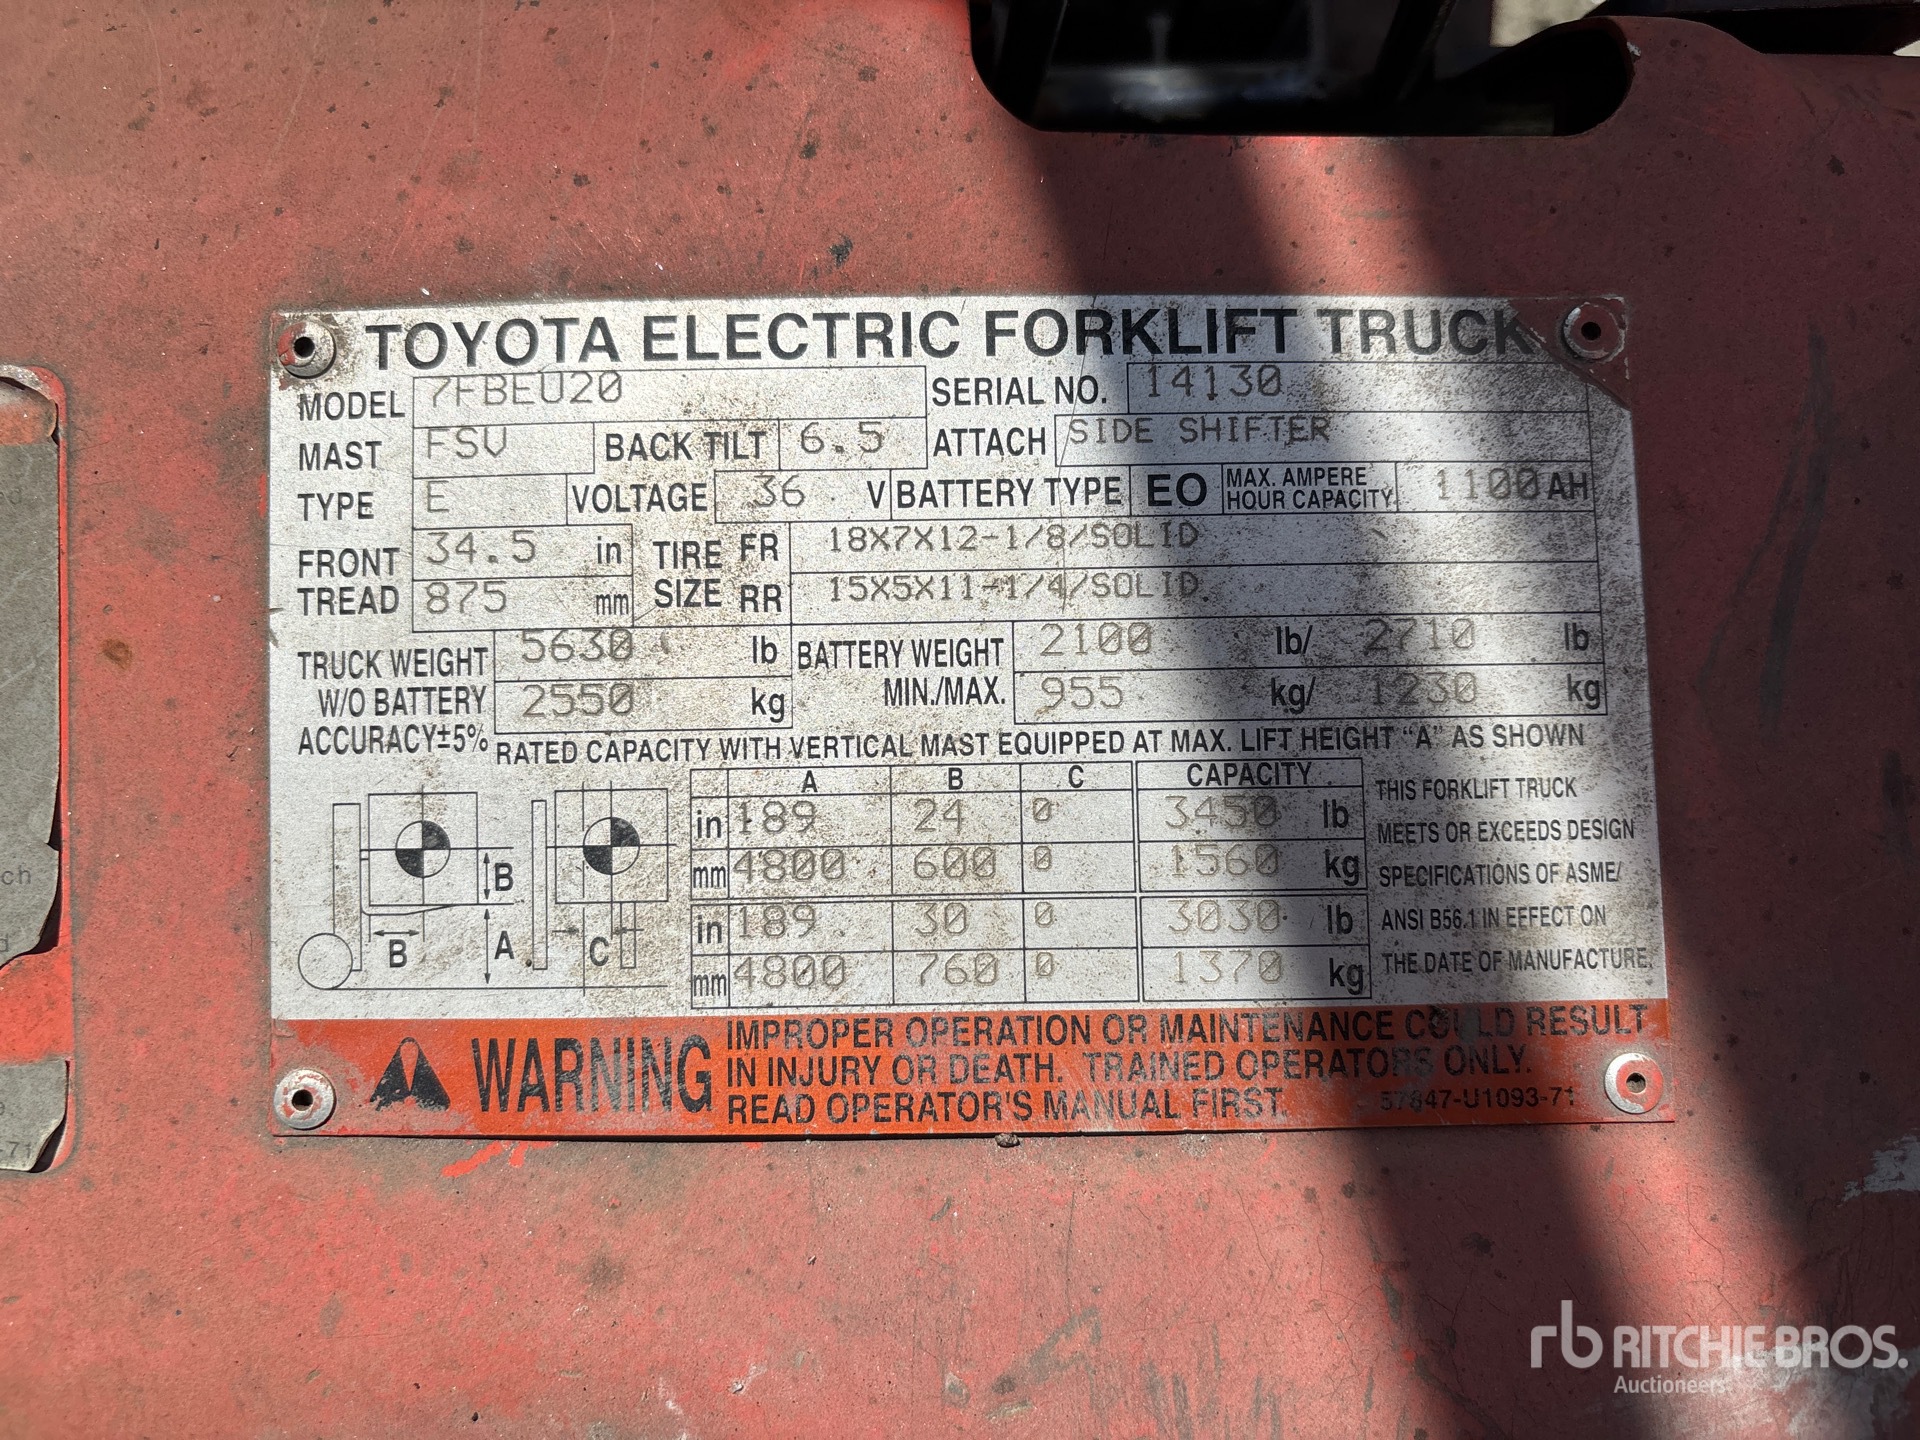 TOYOTA ELECTRIC FORKLIFT TRUCK
MODEL 7FBEU20 SERIAL NO. 14130
MAST FSV BACK TILT 6.5 ATTACH SIDE SHIFTER
TYPE E VOLTAGE 36 V BATTERY TYPE EO MAX. AMPERE HOUR CAPACITY 1100 AH
FRONT TREAD 34.5 in TIRE SIZE FR 18X7X12-1/8/SOLID
875 mm RR 15X5X11-1/4/SOLID
TRUCK WEIGHT W/O BATTERY ACCURACY±5% 5630 lb BATTERY WEIGHT MIN./MAX. 2100 lb/ 2710 lb
2550 kg 955 kg/ 1230 kg
RATED CAPACITY WITH VERTICAL MAST EQUIPPED AT MAX. LIFT HEIGHT "A" AS SHOWN
A B C CAPACITY
in 189 24 0 3450 lb
mm 4800 600 0 1560 kg
in 189 30 0 3030 lb
mm 4800 760 0 1370 kg
B
B A C
THIS FORKLIFT TRUCK
MEETS OR EXCEEDS DESIGN
SPECIFICATIONS OF ASME/
ANSI B56.1 IN EFFECT ON
THE DATE OF MANUFACTURE.
WARNING
IMPROPER OPERATION OR MAINTENANCE COULD RESULT
IN INJURY OR DEATH. TRAINED OPERATORS ONLY.
READ OPERATOR'S MANUAL FIRST.
57847-U1093-71
rb RITCHIE BROS.
Auctioneers